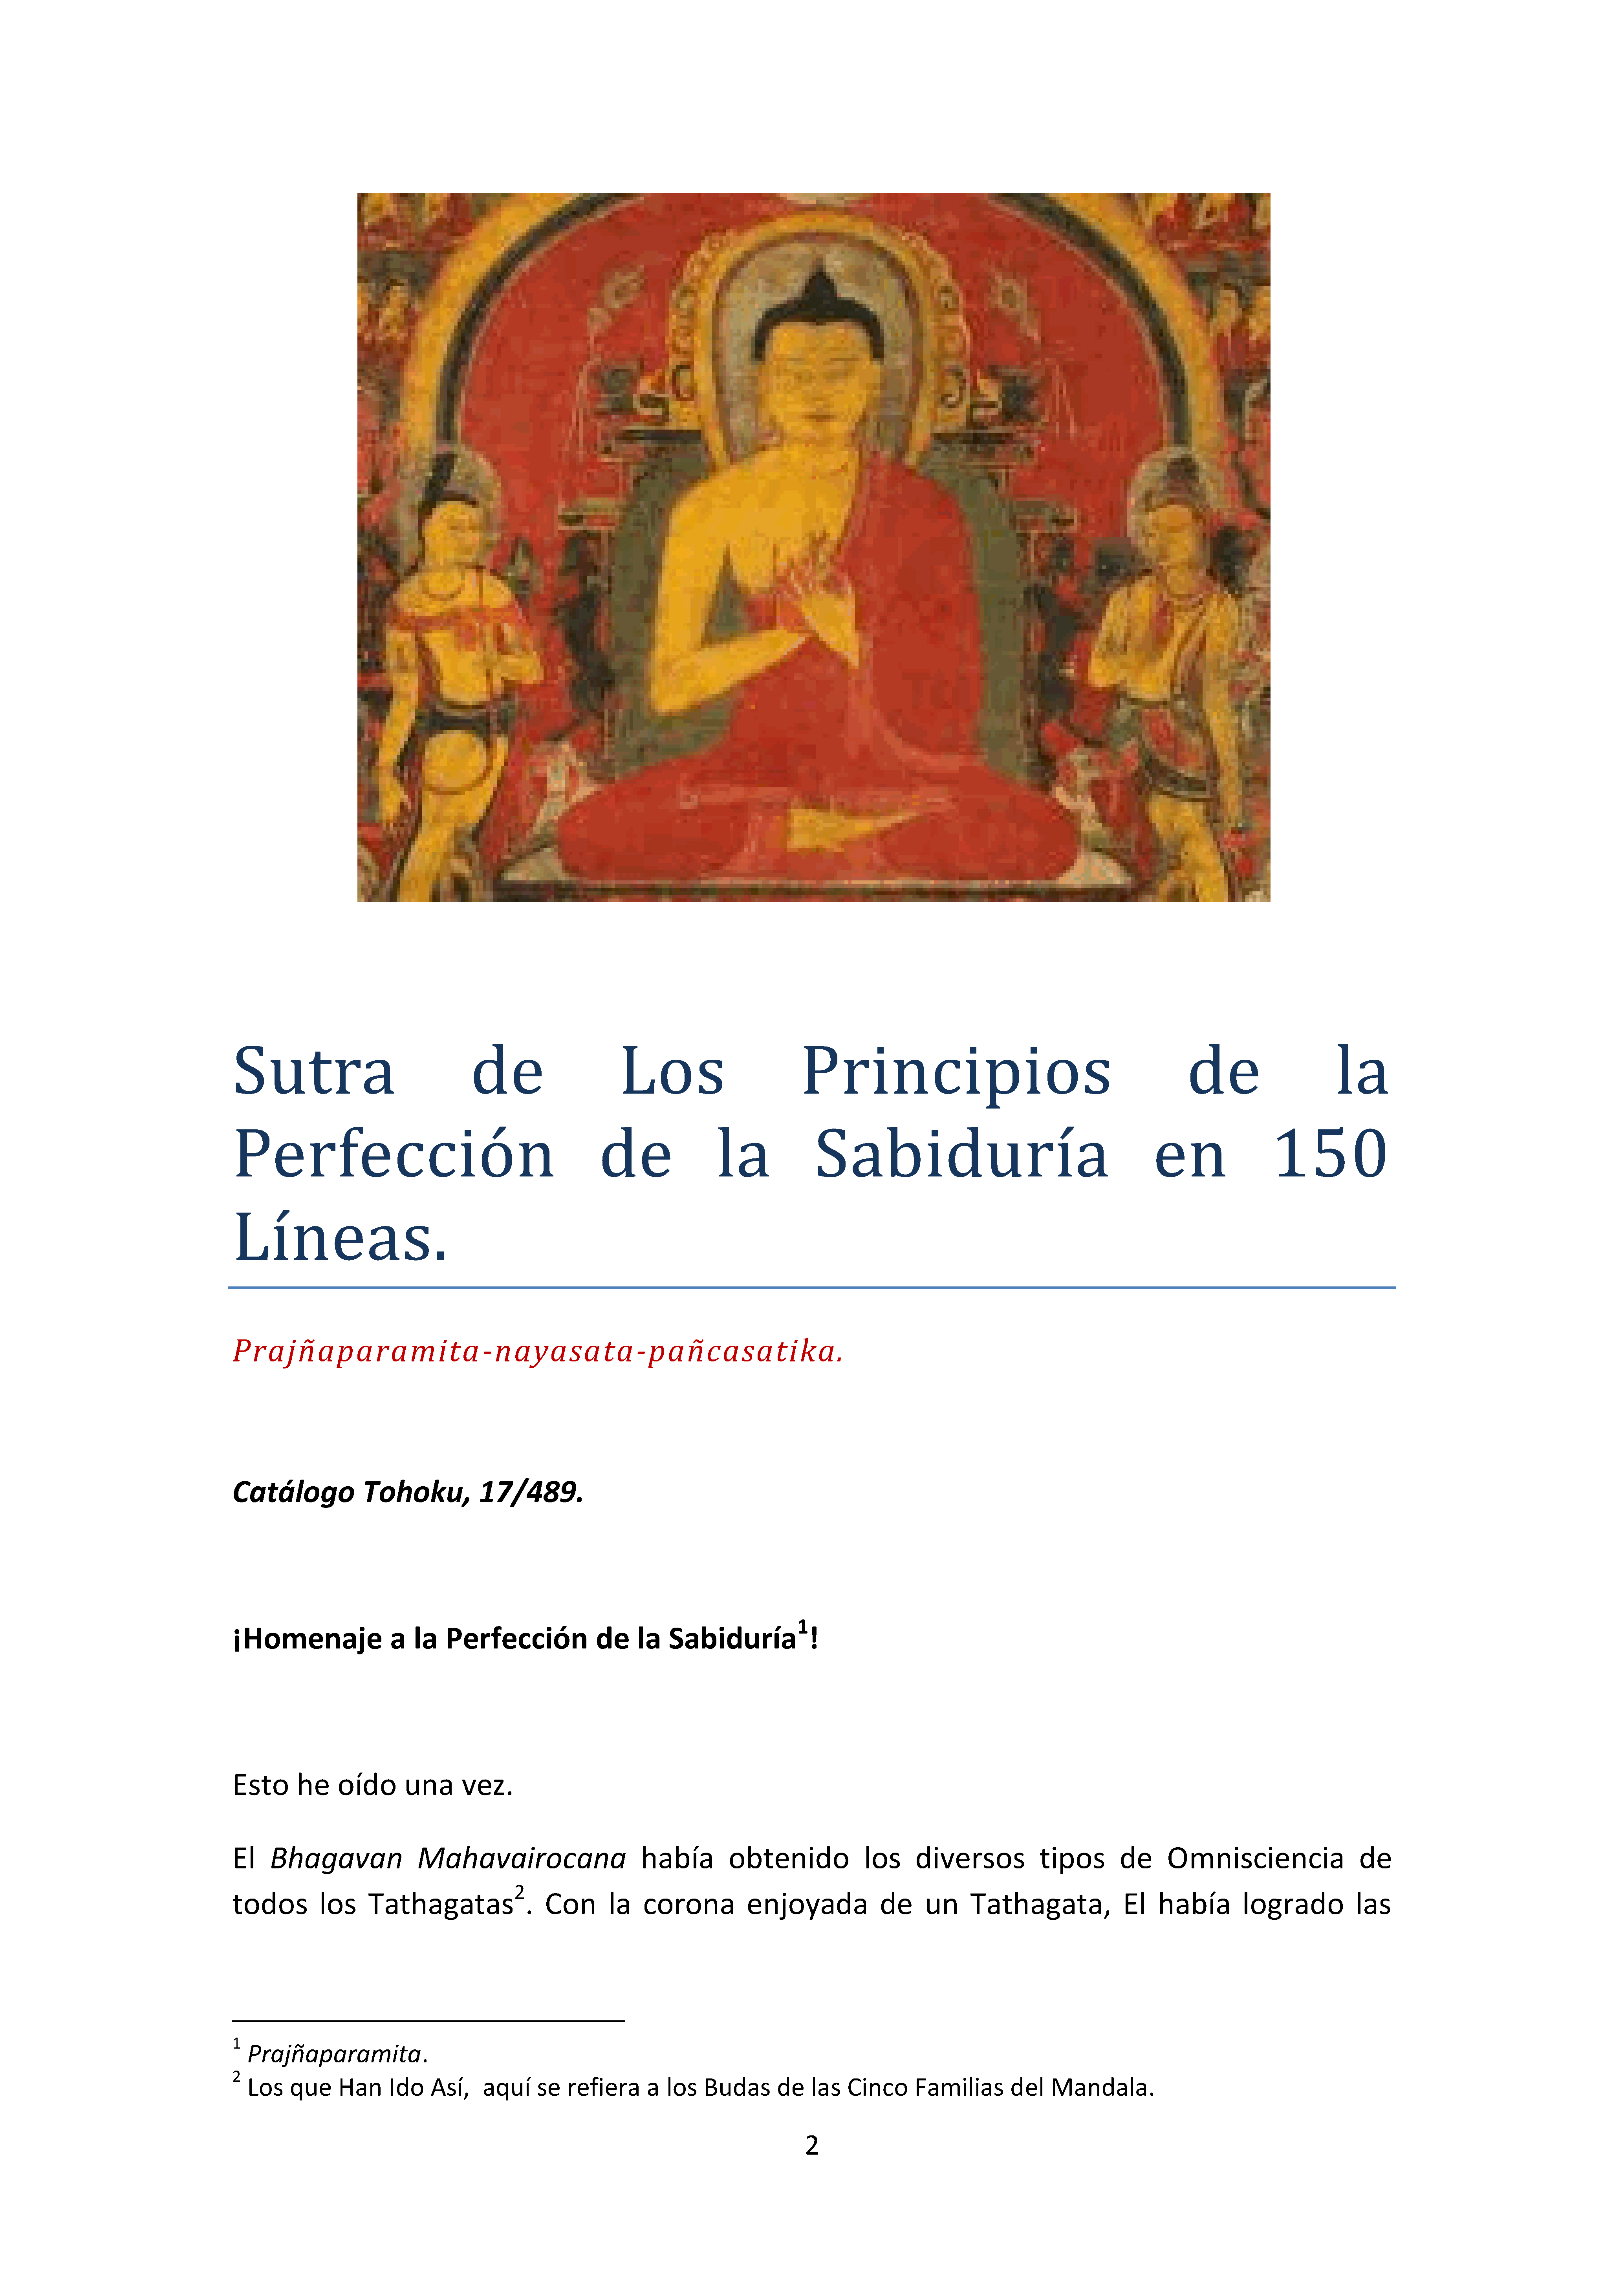 Sutra de Los Principios de la
Perfección de la Sabiduría en 150
Líneas.
Prajñaparamita-nayasata-pañcasatika.
Catálogo Tohoku, 17/489.
¡Homenaje a la Perfección de la Sabiduría¹!
Esto he oído una vez.
El Bhagavan Mahavairocana había obtenido los diversos tipos de Omnisciencia de
todos los Tathagatas². Con la corona enjoyada de un Tathagata, El había logrado las
¹ Prajñaparamita.
² Los que Han Ido Así, aquí se refiera a los Budas de las Cinco Familias del Mandala.
2